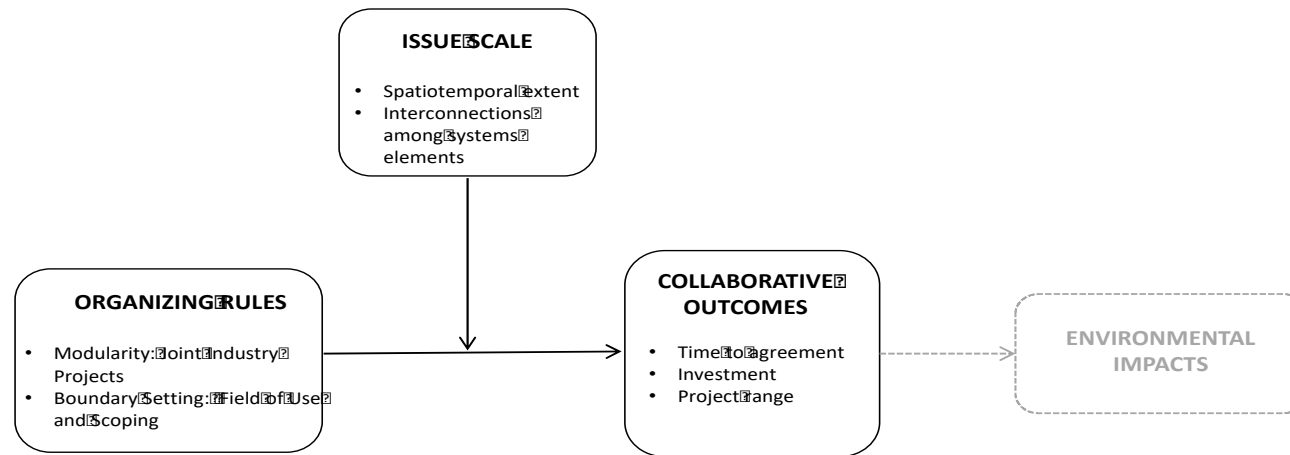 ISSUE SCALE
• Spatiotemporal extent
• Interconnections
among systems
elements
ORGANIZING RULES
• Modularity: Joint Industry
Projects
• Boundary Setting: Field of Use
and Scoping
COLLABORATIVE
OUTCOMES
• Time to agreement
• Investment
• Project range
ENVIRONMENTAL
IMPACTS